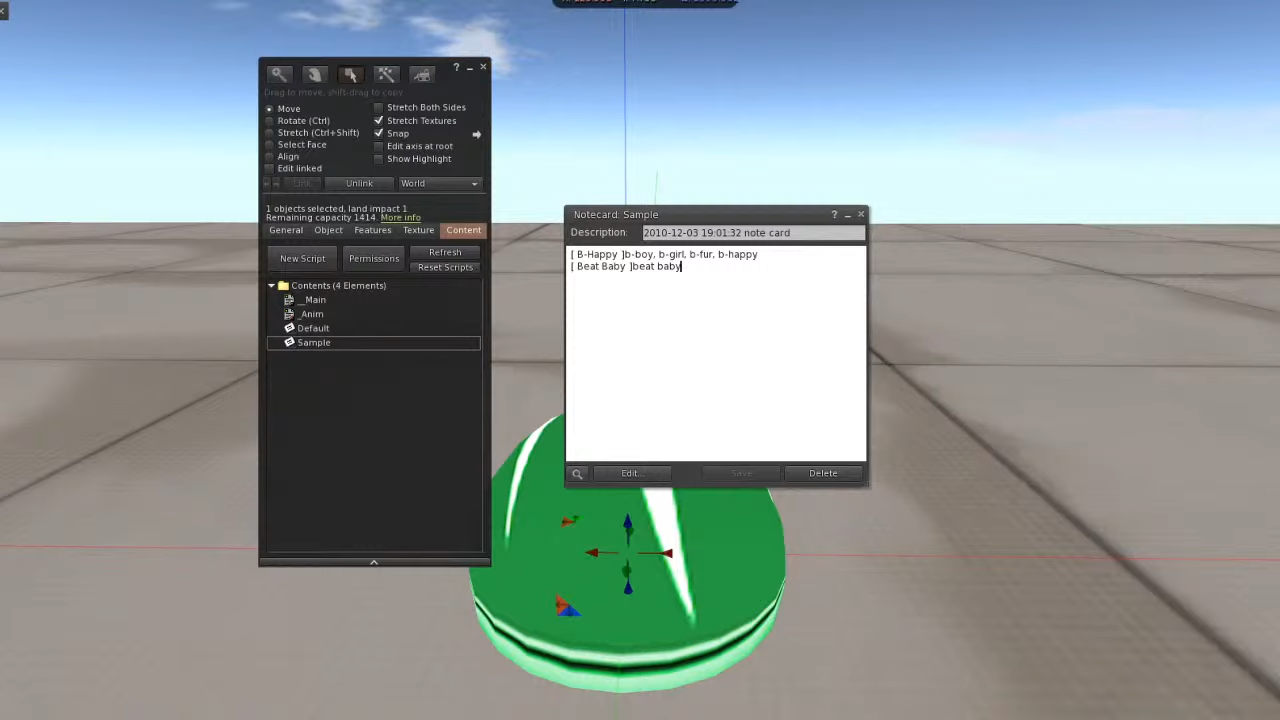 Drag to move, shift-drag to copy
Move
Stretch Both Sides
Rotate (Ctrl)
Stretch Textures
Stretch (Ctrl+Shift)
Snap
Select Face
Edit axis at root
Align
Show Highlight
Edit linked
Link
Unlink
World
1 objects selected, land impact 1
Remaining capacity 1414. More info
General Object Features Texture Content
New Script
Permissions
Refresh
Reset Scripts
Contents (4 Elements)
__Main
_Anim
Default
Sample
Notecard: Sample
Description: 2010-12-03 19:01:32 note card
[ B-Happy ]b-boy, b-girl, b-fur, b-happy
[ Beat Baby ]beat baby
Edit...
Save
Delete